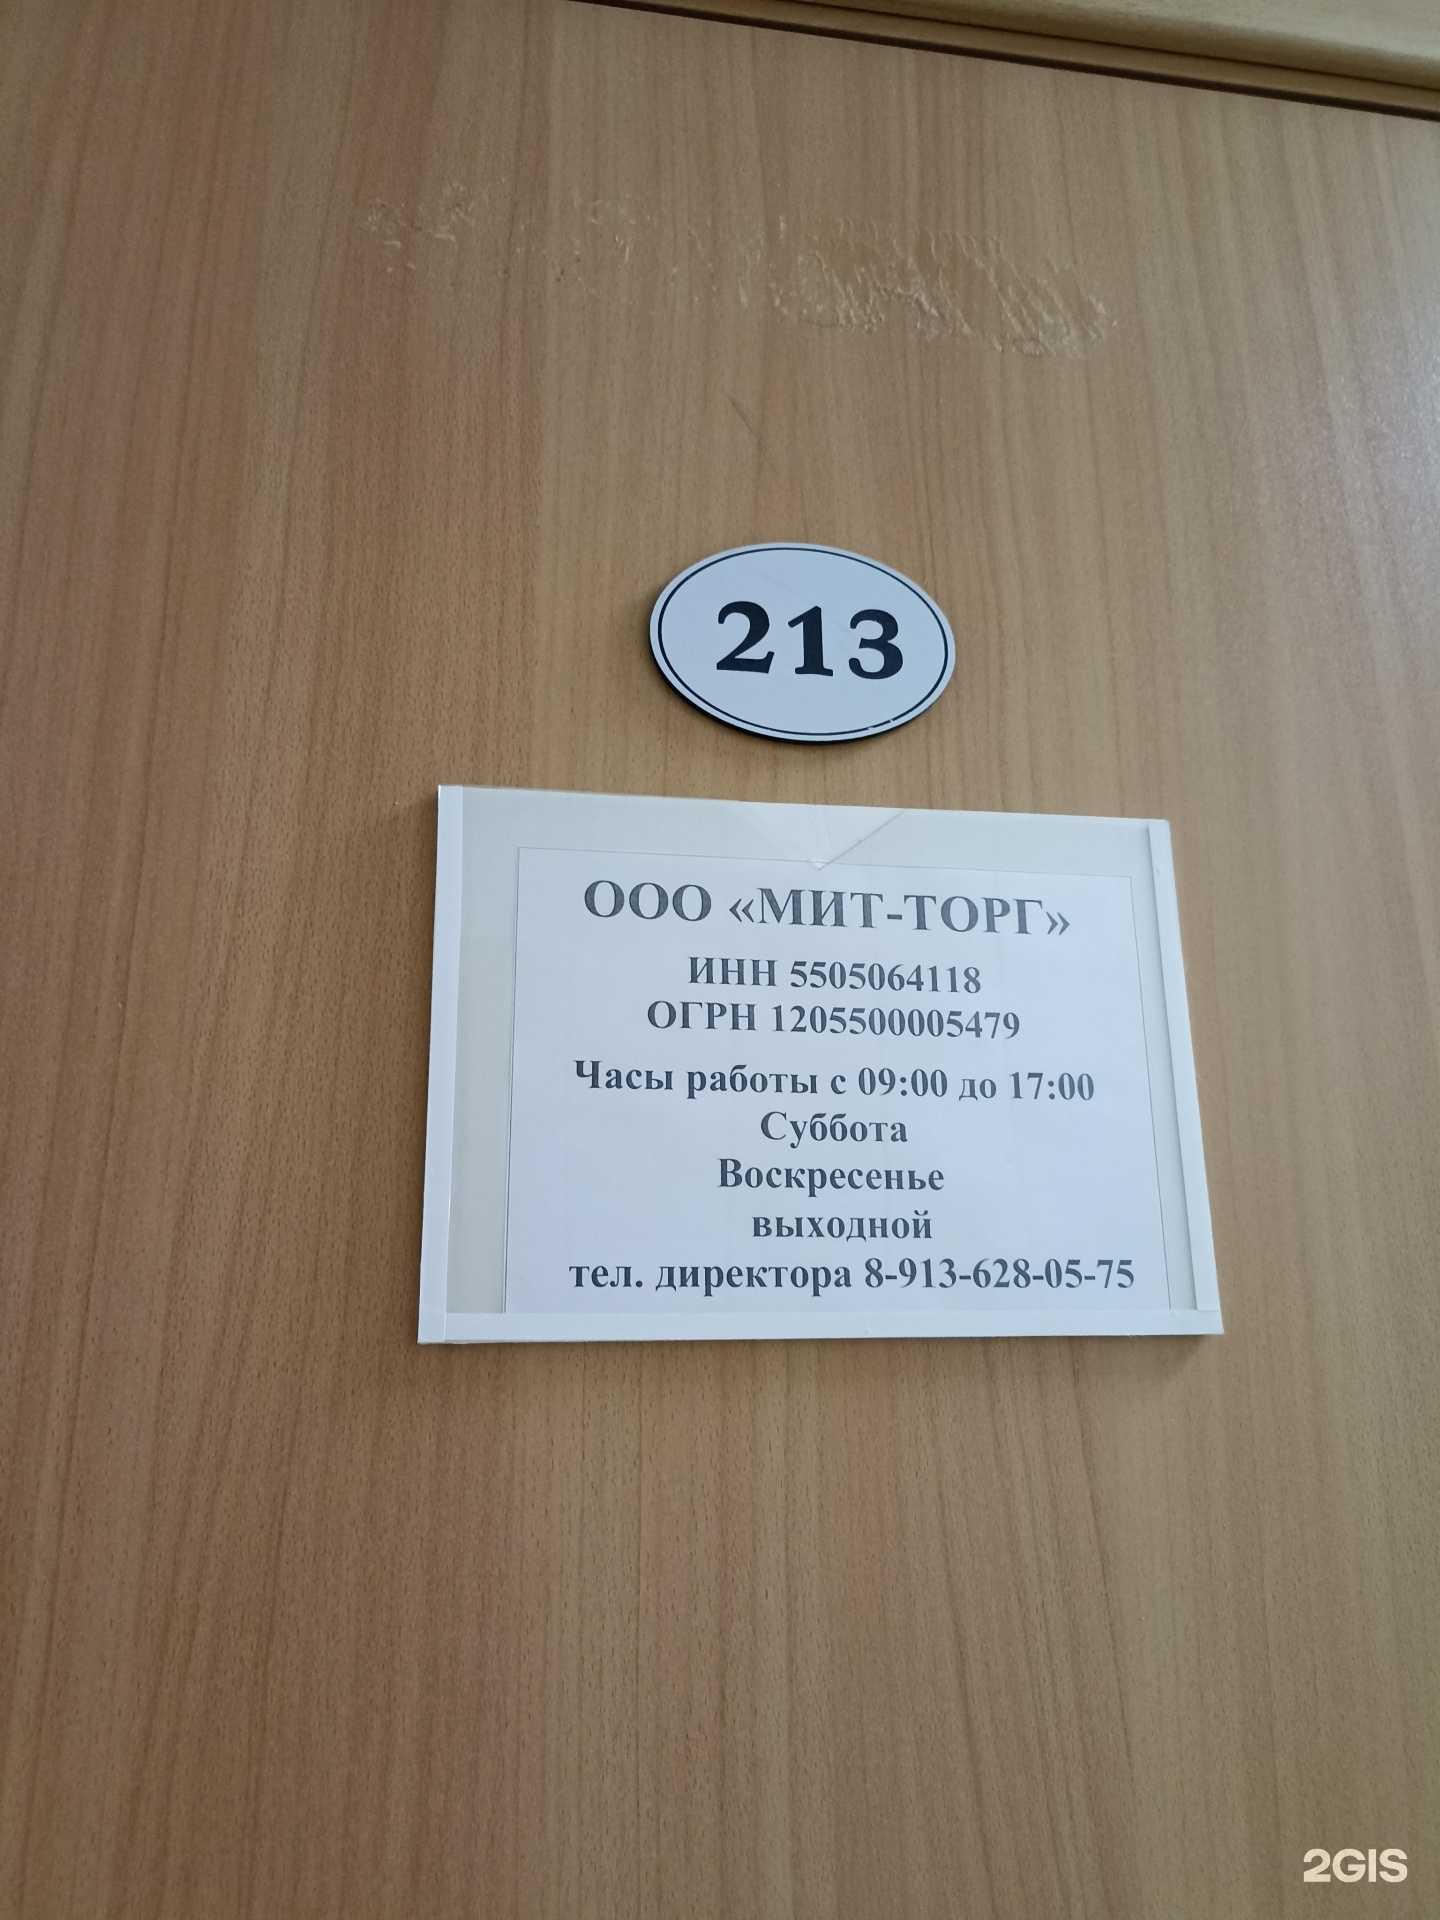 213
ООО «МИТ-ТОРГ»
ИНН 5505064118
ОГРН 1205500005479
Часы работы с 09:00 до 17:00
Суббота
Воскресенье
выходной
тел. директора 8-913-628-05-75
2GIS